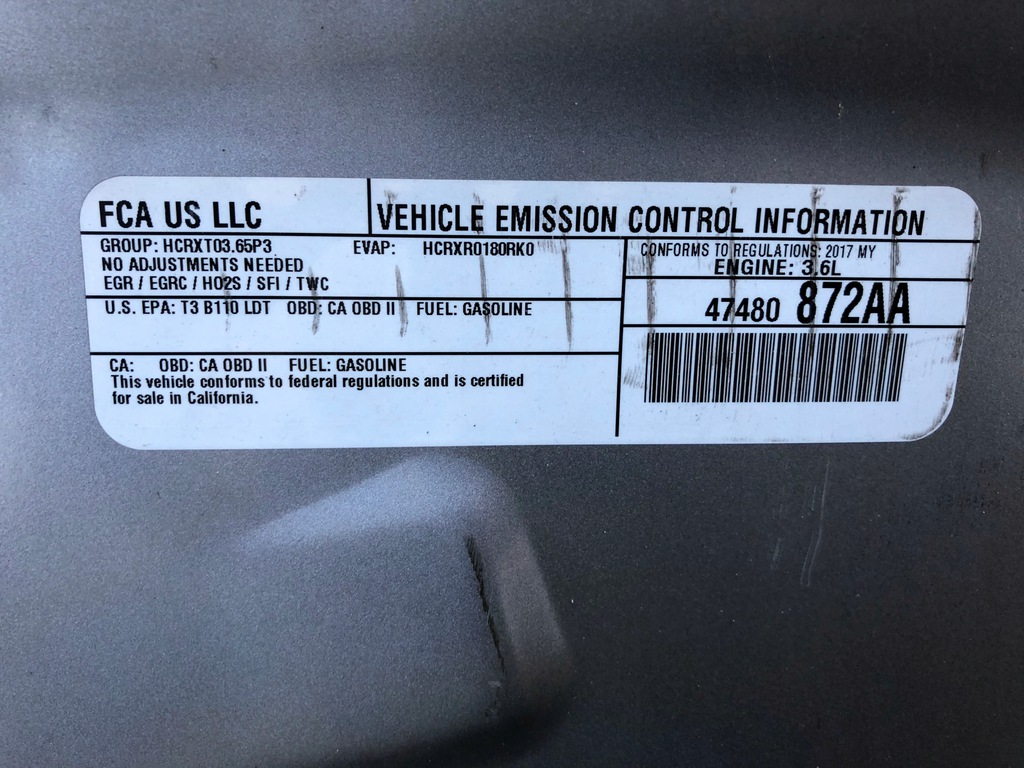 FCA US LLC
VEHICLE EMISSION CONTROL INFORMATION
GROUP: HCRXT03.65P3 EVAP: HCRXR0180RK0
NO ADJUSTMENTS NEEDED
EGR / EGRC / HO2S / SFI / TWC
CONFORMS TO REGULATIONS: 2017 MY
ENGINE: 3.6L
U.S. EPA: T3 B110 LDT OBD: CA OBD II FUEL: GASOLINE
47480 872AA
CA: OBD: CA OBD II FUEL: GASOLINE
This vehicle conforms to federal regulations and is certified
for sale in California.